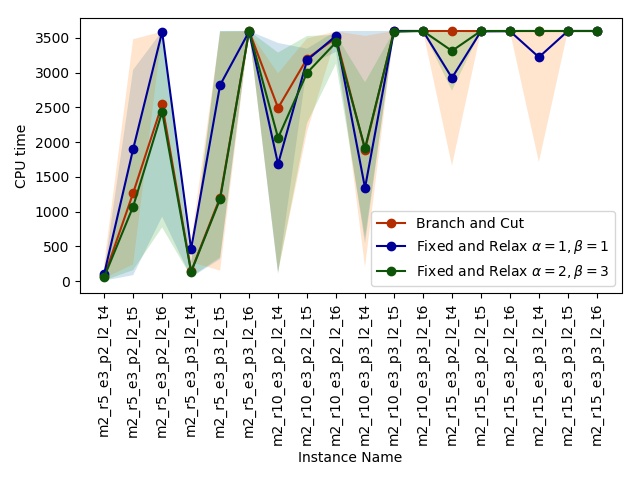 CPU time
3500
3000
2500
2000
1500
1000
500
0
Branch and Cut
Fixed and Relax α = 1, β = 1
Fixed and Relax α = 2, β = 3
m2_r5_e3_p2_l2_t4
m2_r5_e3_p2_l2_t5
m2_r5_e3_p2_l2_t6
m2_r5_e3_p3_l2_t4
m2_r5_e3_p3_l2_t5
m2_r5_e3_p3_l2_t6
m2_r10_e3_p2_l2_t4
m2_r10_e3_p2_l2_t5
m2_r10_e3_p2_l2_t6
m2_r10_e3_p3_l2_t4
m2_r10_e3_p3_l2_t5
m2_r10_e3_p3_l2_t6
m2_r15_e3_p2_l2_t4
m2_r15_e3_p2_l2_t5
m2_r15_e3_p2_l2_t6
m2_r15_e3_p3_l2_t4
m2_r15_e3_p3_l2_t5
m2_r15_e3_p3_l2_t6
Instance Name